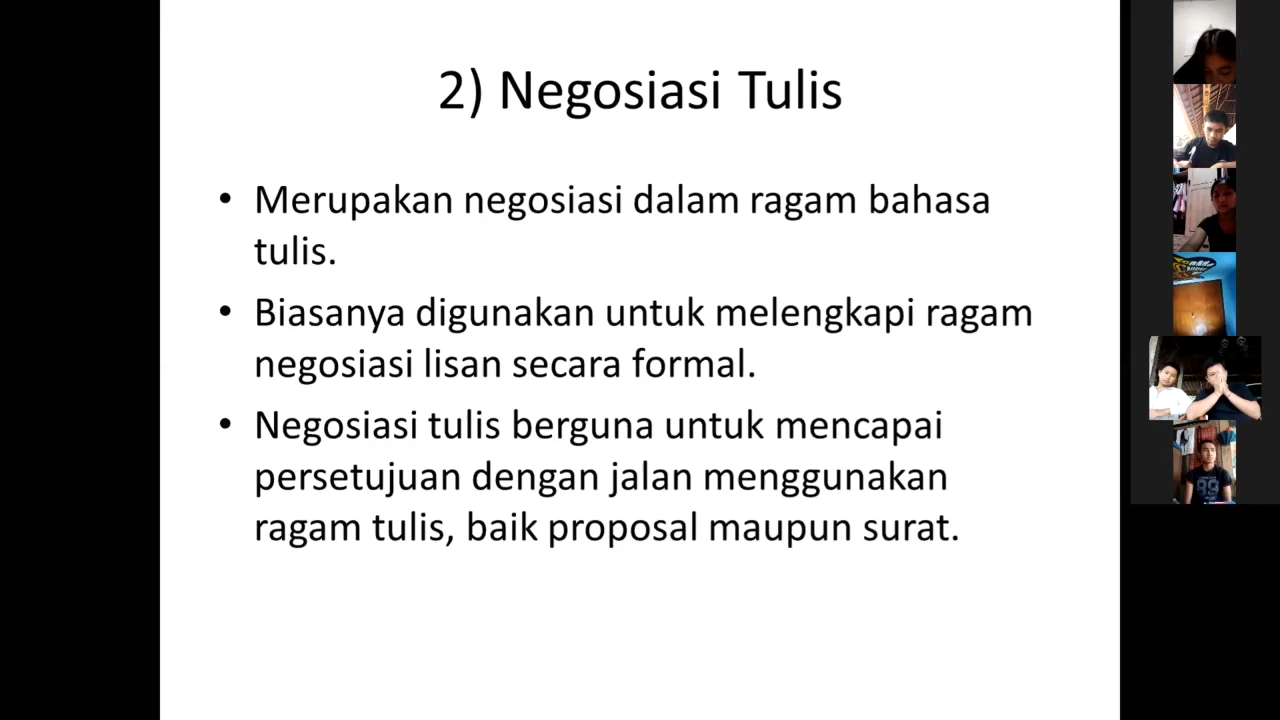 2) Negosiasi Tulis
• Merupakan negosiasi dalam ragam bahasa
tulis.
• Biasanya digunakan untuk melengkapi ragam
negosiasi lisan secara formal.
• Negosiasi tulis berguna untuk mencapai
persetujuan dengan jalan menggunakan
ragam tulis, baik proposal maupun surat.
89